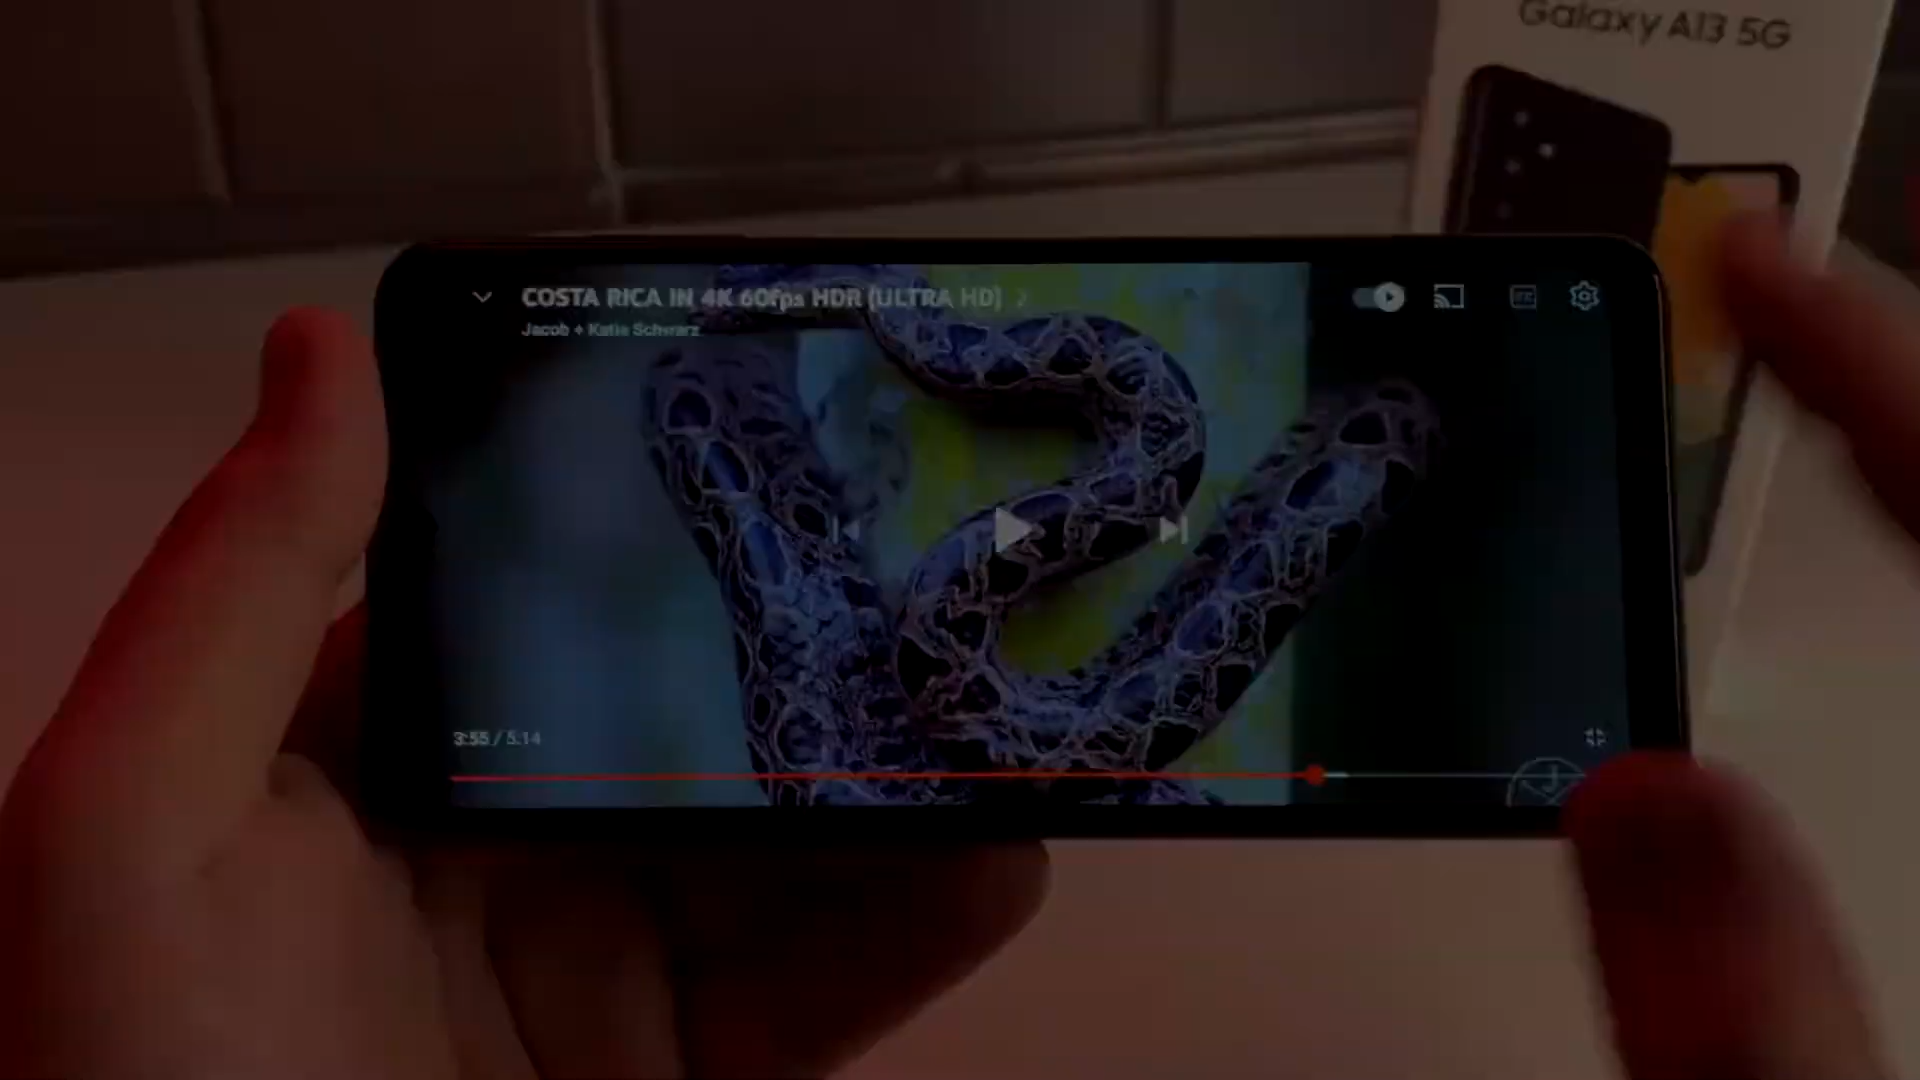 Galaxy A13 5G
COSTA RICA IN 4K 60fps HDR (ULTRA HD)
Jacob + Katie Schwarz
3:55 / 5:14